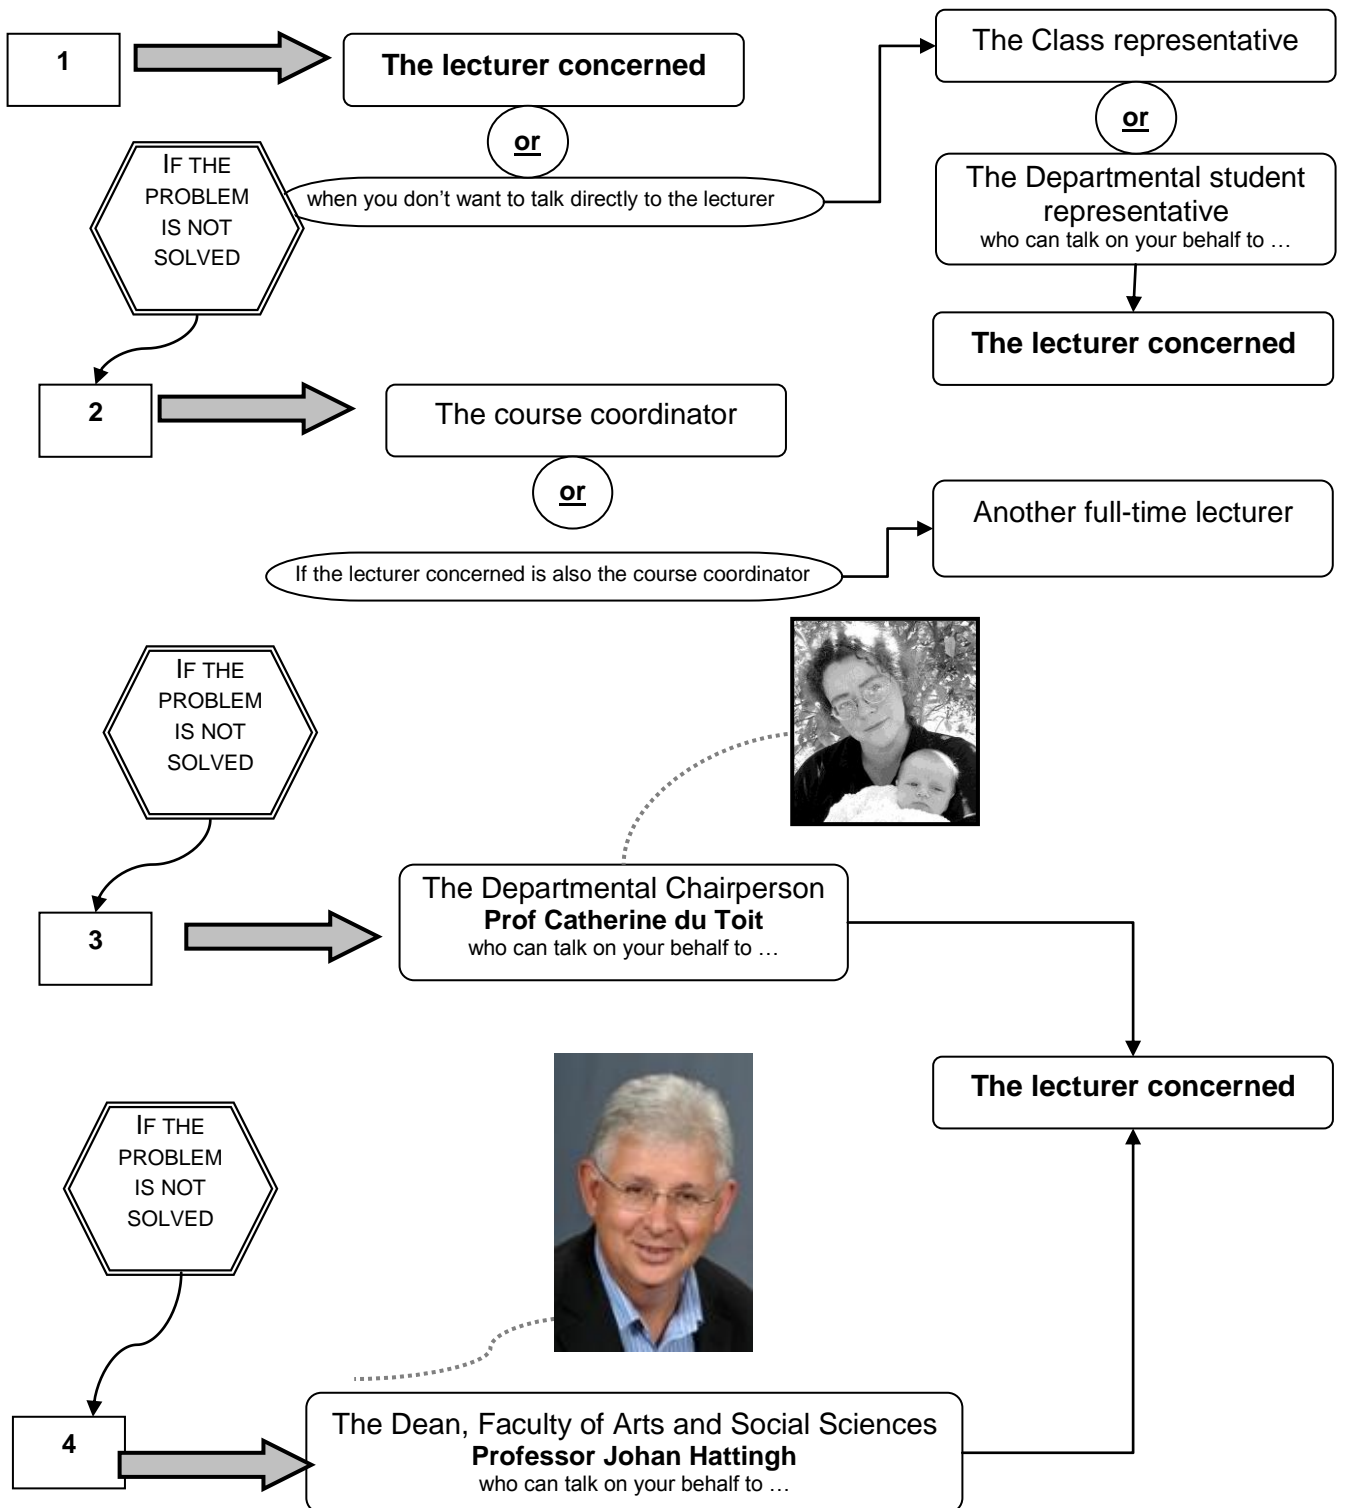 1
The lecturer concerned
or
when you don't want to talk directly to the lecturer
The Class representative
or
The Departmental student
representative
who can talk on your behalf to …
The lecturer concerned
IF THE
PROBLEM
IS NOT
SOLVED
2
The course coordinator
or
If the lecturer concerned is also the course coordinator
Another full-time lecturer
IF THE
PROBLEM
IS NOT
SOLVED
3
The Departmental Chairperson
Prof Catherine du Toit
who can talk on your behalf to …
The lecturer concerned
IF THE
PROBLEM
IS NOT
SOLVED
4
The Dean, Faculty of Arts and Social Sciences
Professor Johan Hattingh
who can talk on your behalf to …